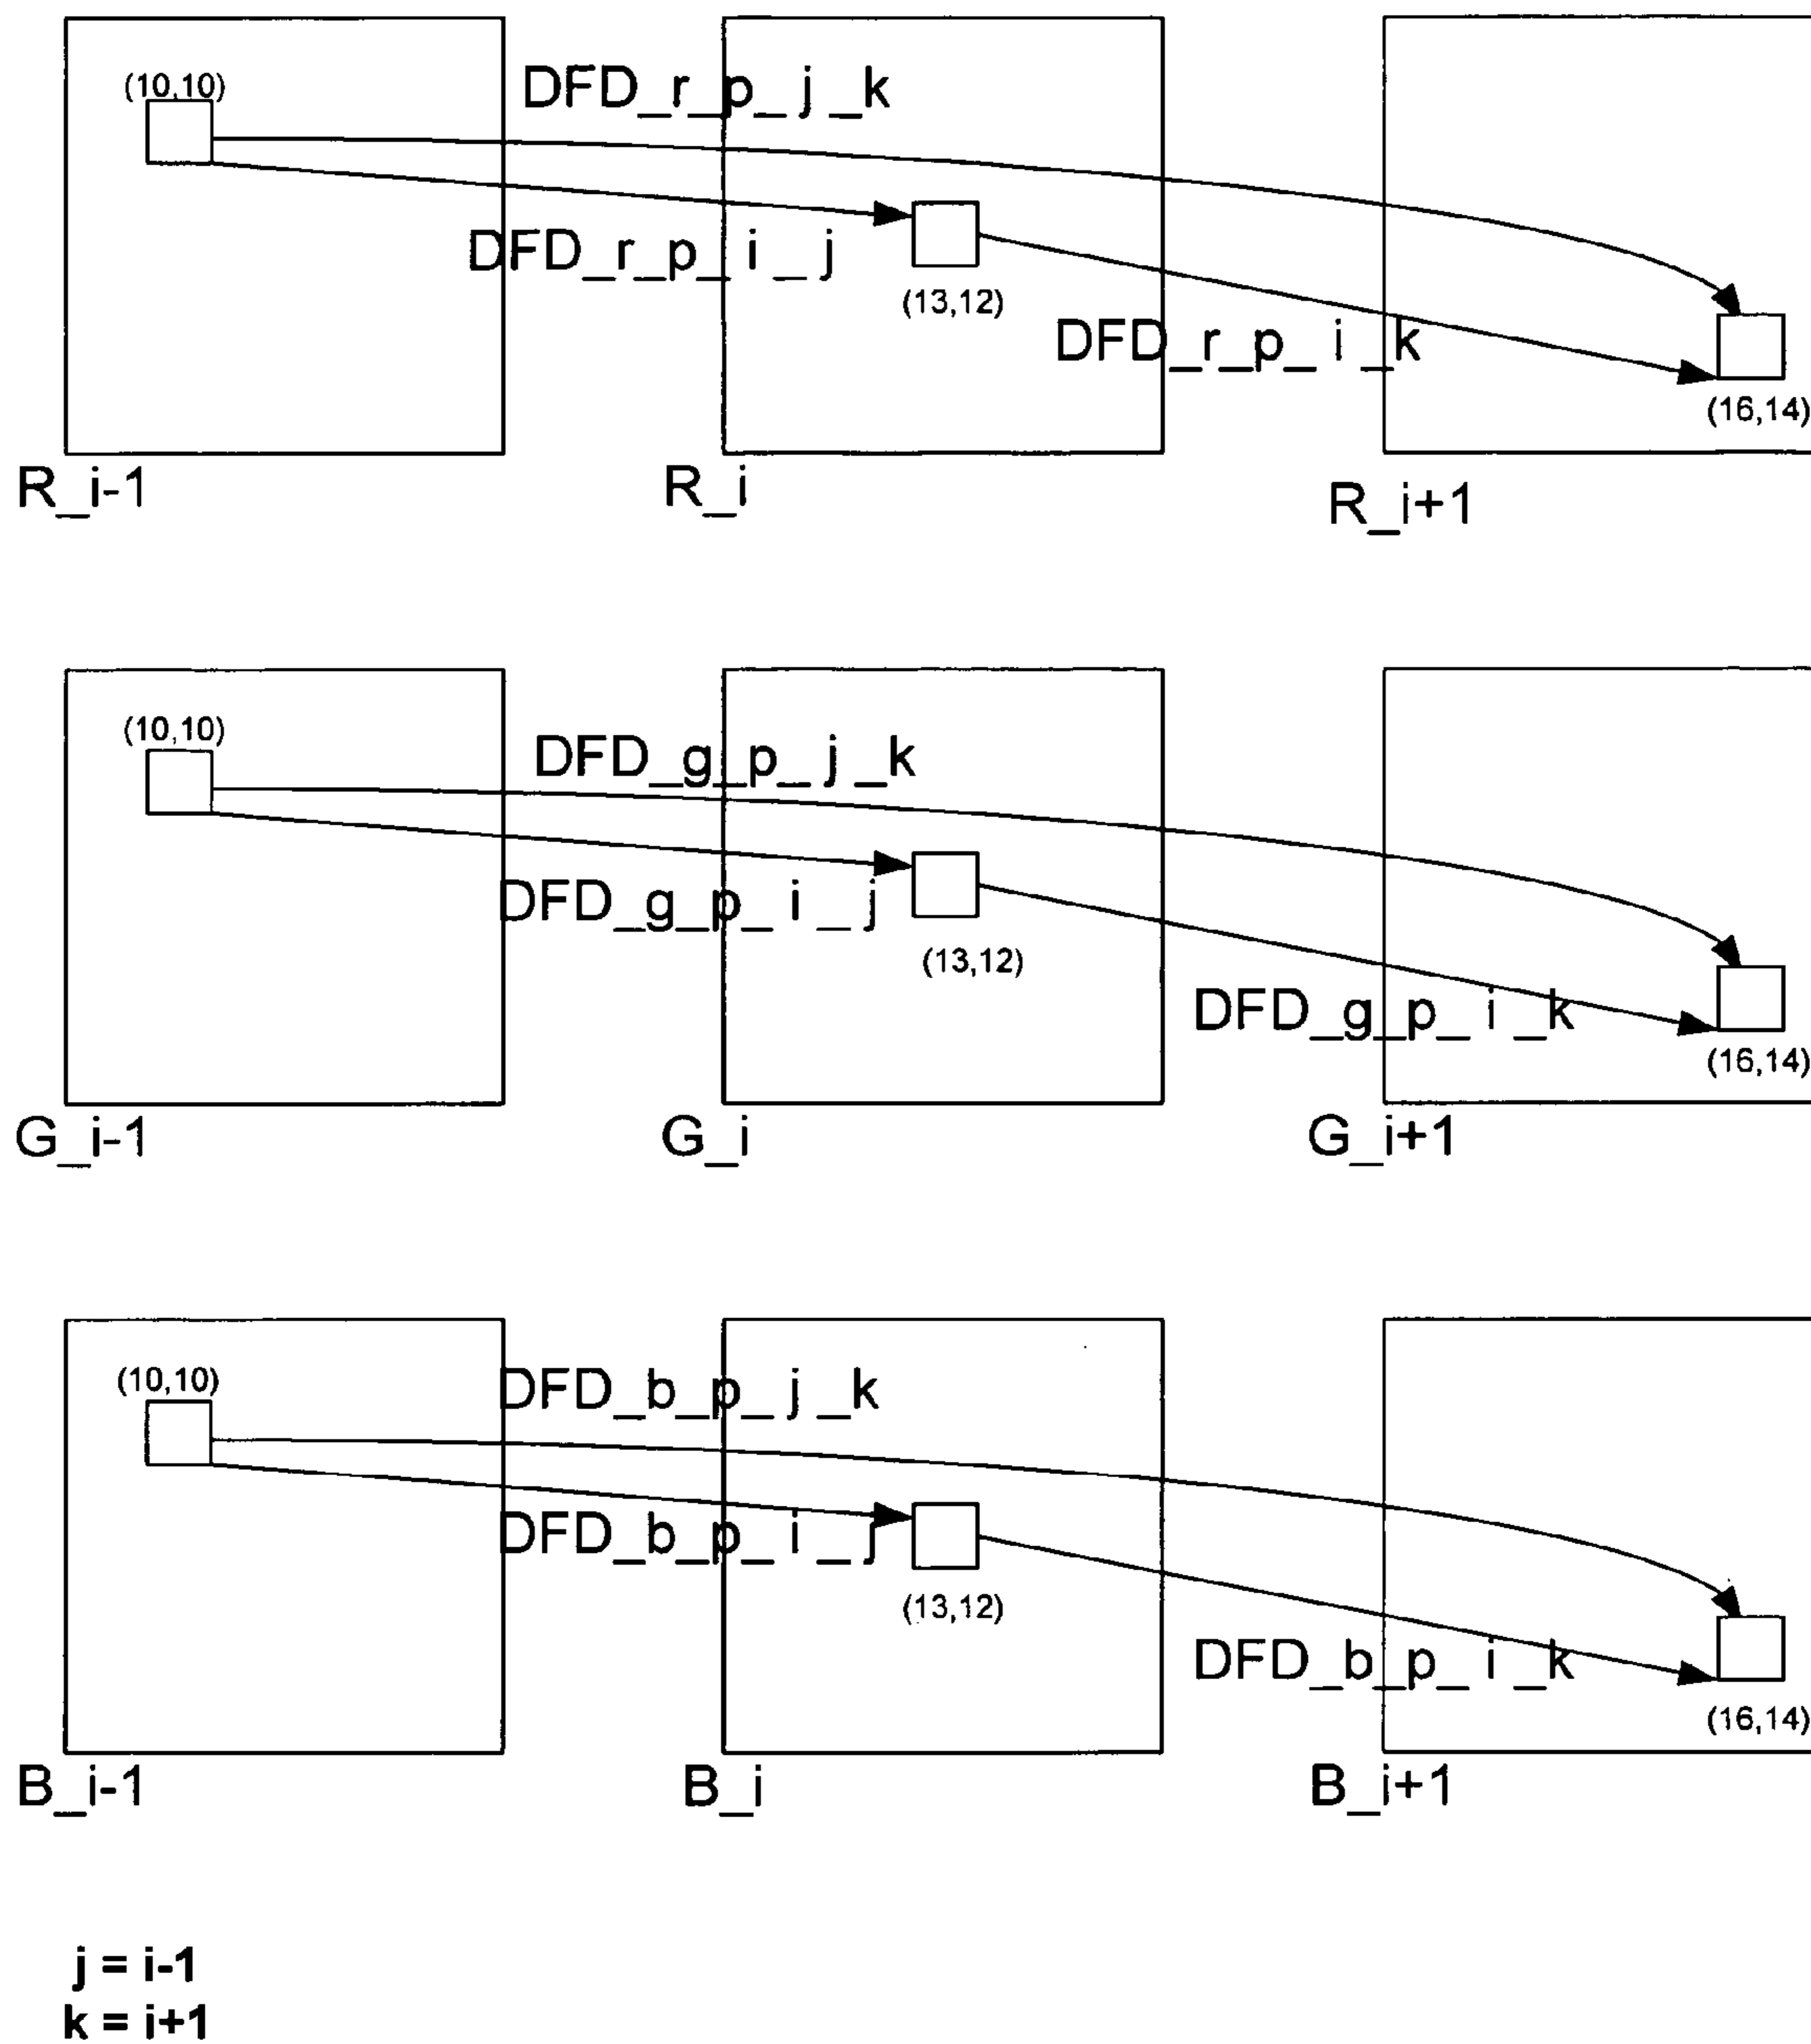 (10,10)
DFD_r_p_j_k
DFD_r_p_i_j
(13,12)
DFD_r_p_i_k
(16,14)
R_i-1
R_i
R_i+1
(10,10)
DFD_g_p_j_k
DFD_g_p_i_j
(13,12)
DFD_g_p_i_k
(16,14)
G_i-1
G_i
G_i+1
(10,10)
DFD_b_p_j_k
DFD_b_p_i_j
(13,12)
DFD_b_p_i_k
(16,14)
B_i-1
B_i
B_i+1
j = i-1
k = i+1